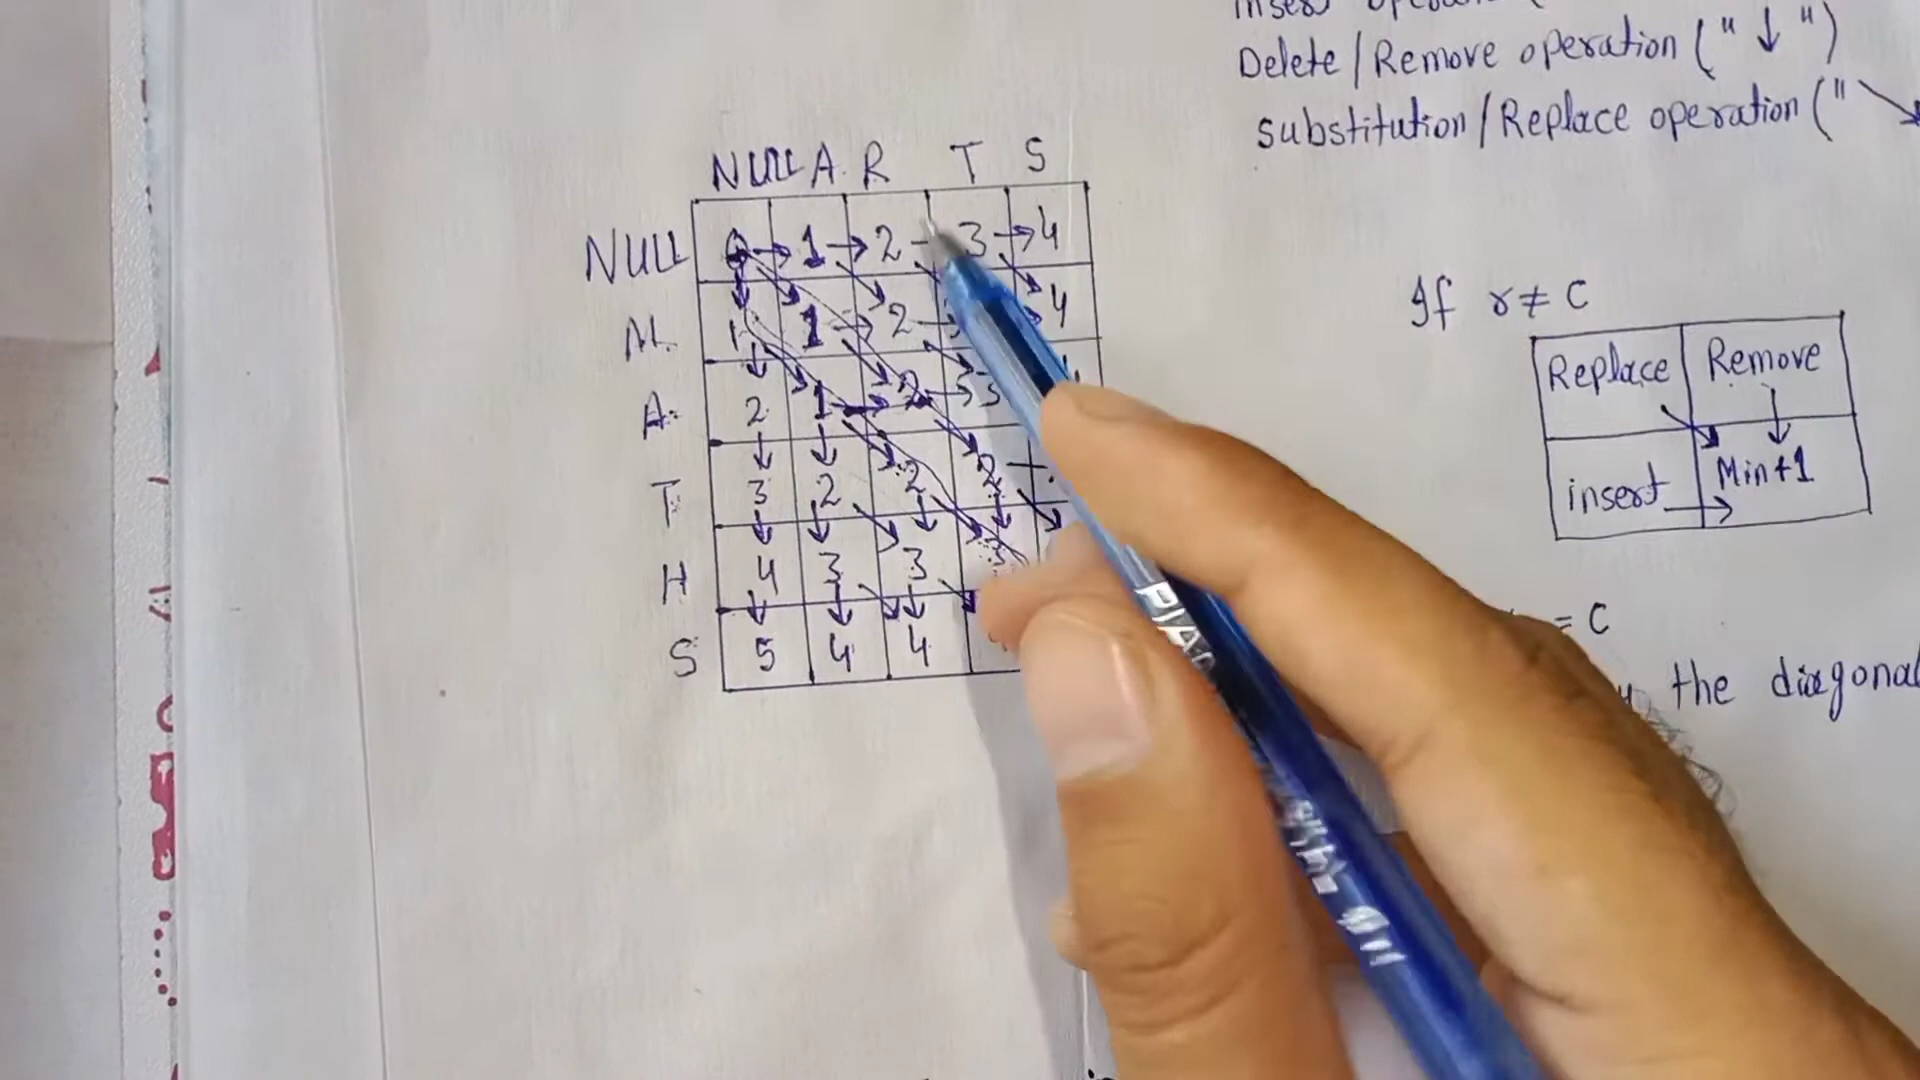 Delete / Remove operation (" ↓ ")
Substitution / Replace operation (" ↘
NULL A R T S
NULL 0 → 1 → 2 3 → 4
M 1 1 → 2 4
A 2 1 → 2 → 3
T 3 2 2 2
H 4 3 3 3
S 5 4 4
If r ≠ C
Replace Remove
insert → Min+1
= C
the diagonal